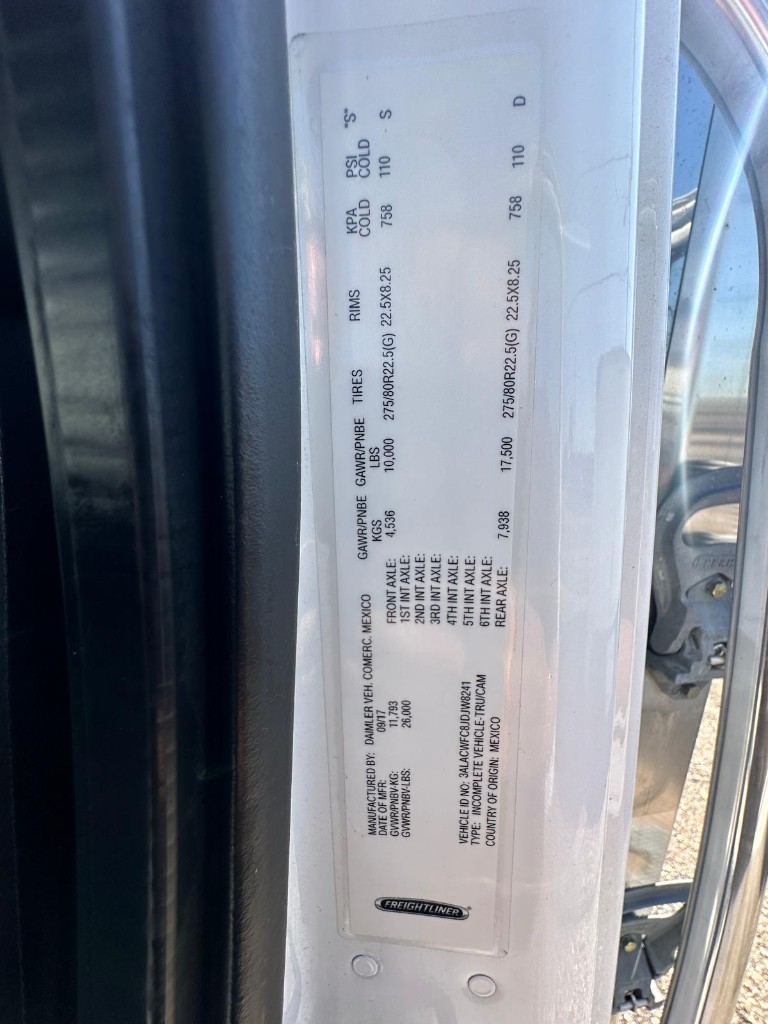 FREIGHTLINER
MANUFACTURED BY: DAIMLER VEH. COMERC. MEXICO
DATE OF MFR: 09/17
GVWR/PNBV-KG: 11,793
GVWR/PNBV-LBS: 26,000
VEHICLE ID NO: 3ALACWFC8JDJW8241
TYPE: INCOMPLETE VEHICLE-TRU/CAM
COUNTRY OF ORIGIN: MEXICO
GAWR/PNBE GAWR/PNBE TIRES RIMS KPA PSI "S"
KGS LBS COLD COLD
FRONT AXLE: 4,536 10,000 275/80R22.5(G) 22.5X8.25 758 110 S
1ST INT AXLE:
2ND INT AXLE:
3RD INT AXLE:
4TH INT AXLE:
5TH INT AXLE:
6TH INT AXLE:
REAR AXLE: 7,938 17,500 275/80R22.5(G) 22.5X8.25 758 110 D